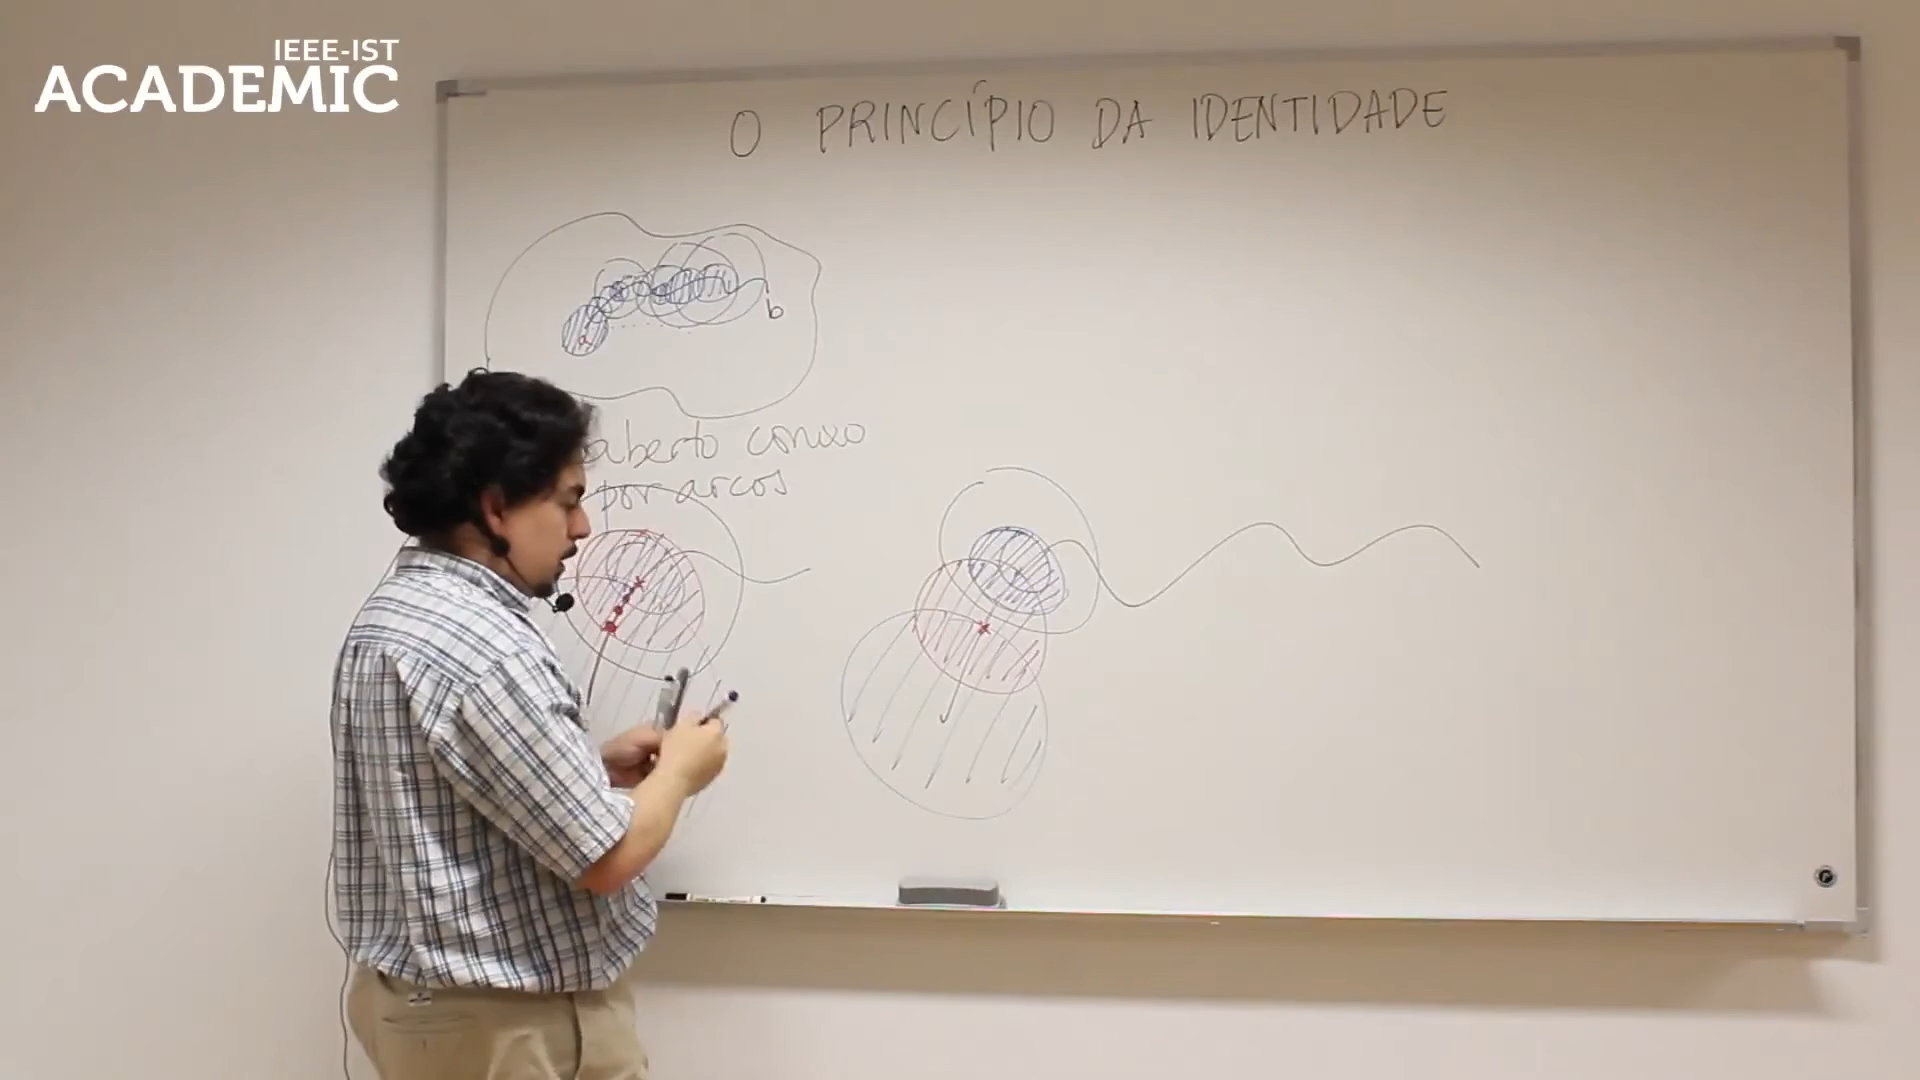 IEEE-IST
ACADEMIC
O PRINCÍPIO DA IDENTIDADE
a
b
aberto conexo
por arcos